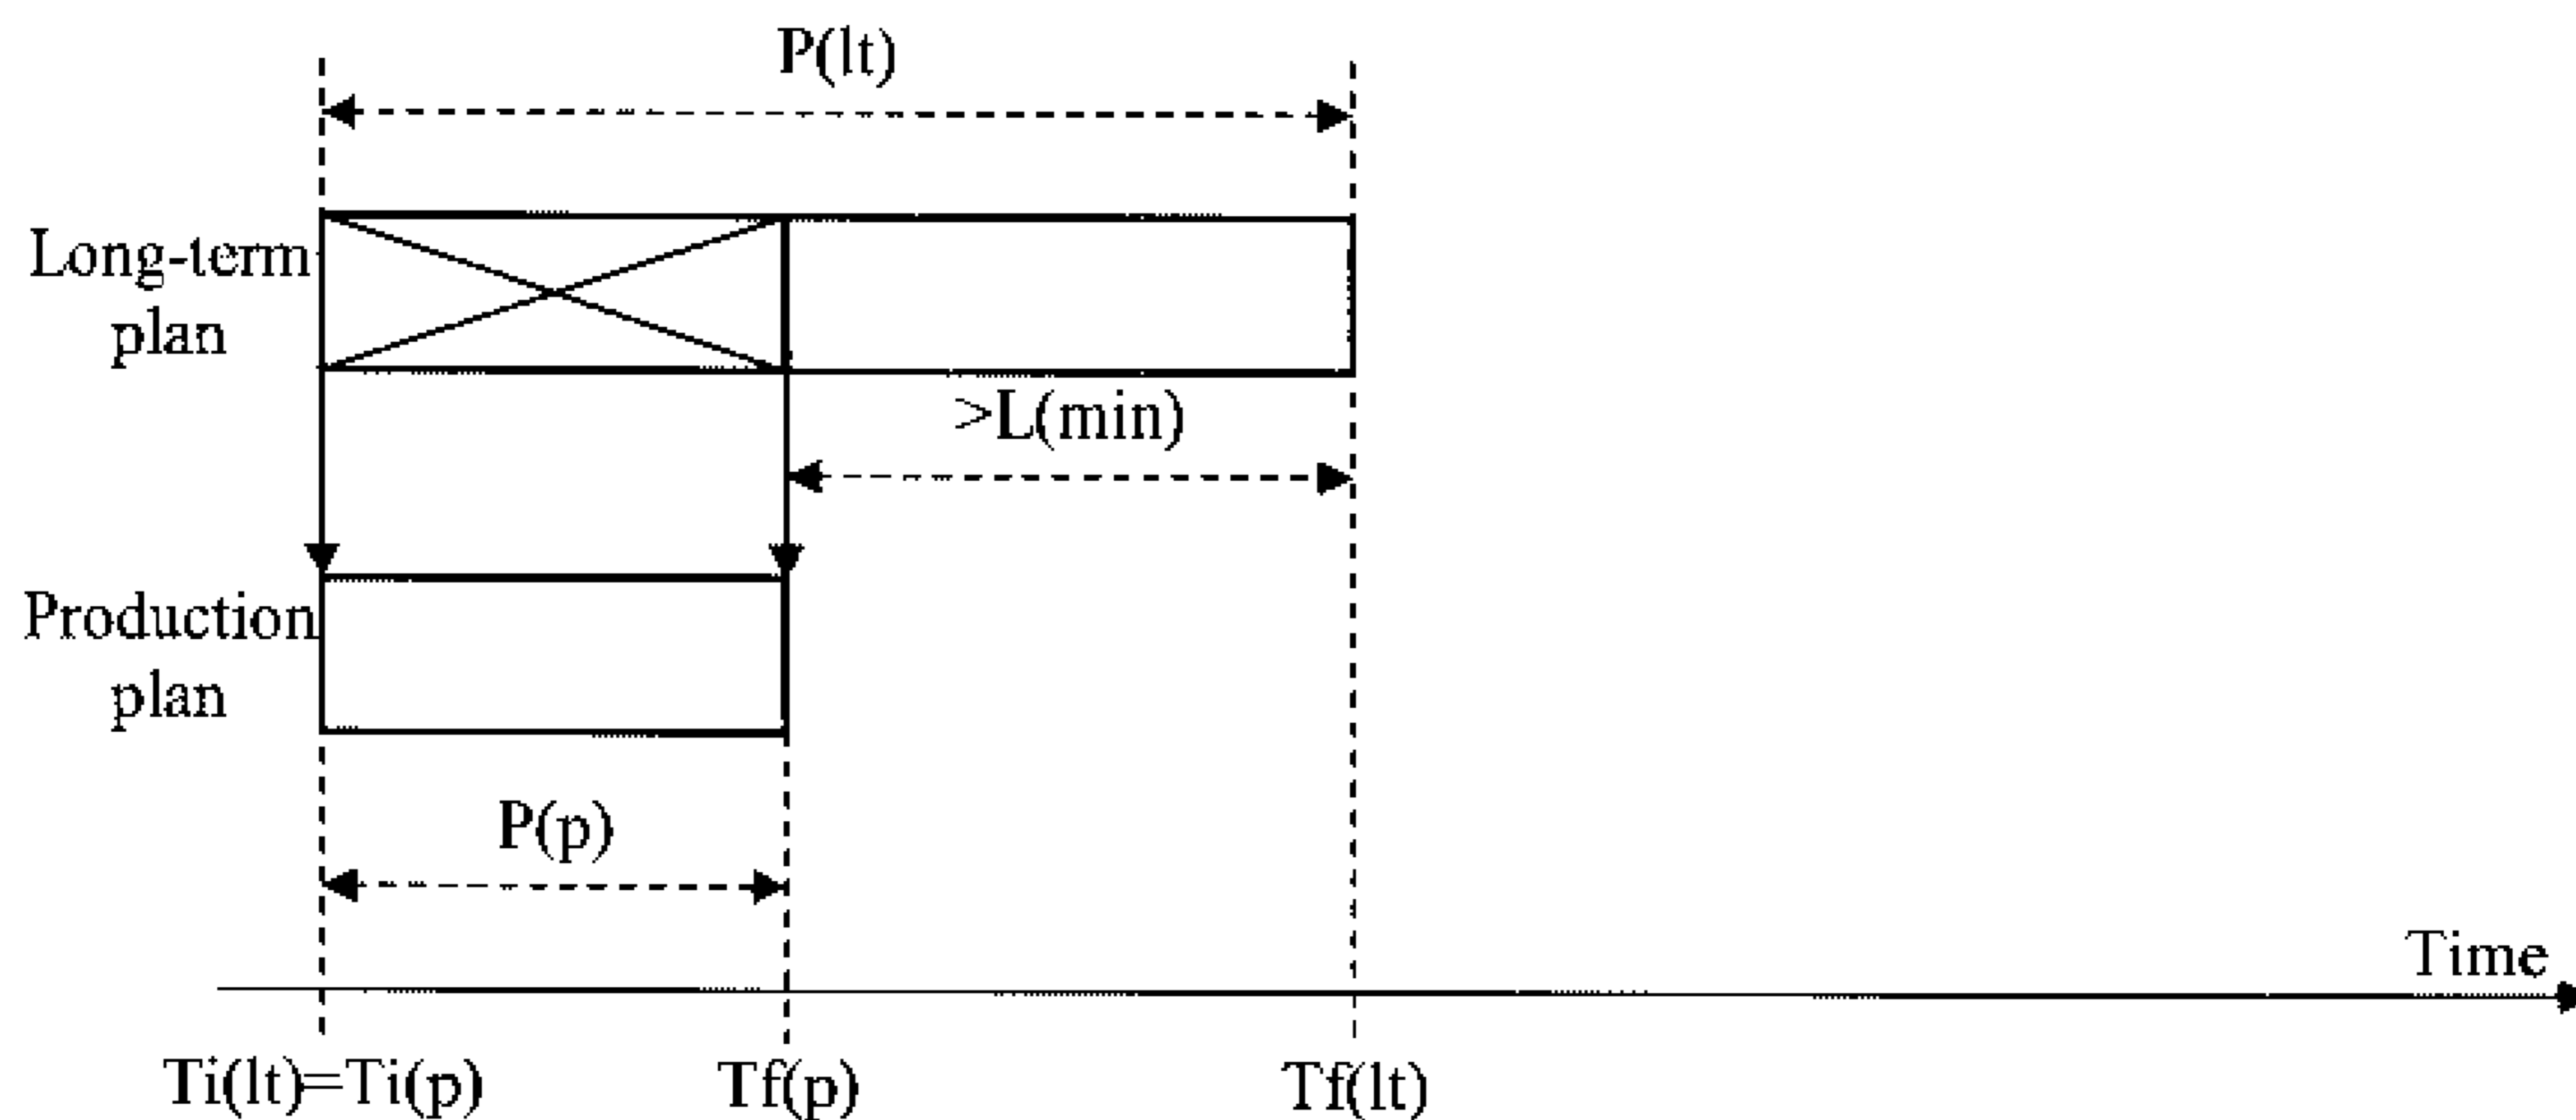 P(lt)
Long-term
plan
>L(min)
Production
plan
P(p)
Time
Ti(lt)=Ti(p)
Tf(p)
Tf(lt)